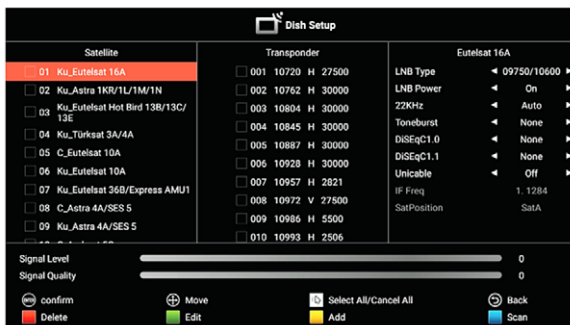 Dish Setup
Satellite
Transponder
Eutelsat 16A
01 Ku_Eutelsat 16A
02 Ku_Astra 1KR/1L/1M/1N
03 Ku_Eutelsat Hot Bird 13B/13C/
13E
04 Ku_Türksat 3A/4A
05 C_Eutelsat 10A
06 Ku_Eutelsat 10A
07 Ku_Eutelsat 36B/Express AMU1
08 C_Astra 4A/SES 5
09 Ku_Astra 4A/SES 5
001 10720 H 27500
002 10762 H 30000
003 10804 H 30000
004 10845 H 30000
005 10887 H 30000
006 10928 H 30000
007 10957 H 2821
008 10972 V 27500
009 10986 H 5500
010 10993 H 2506
LNB Type 09750/10600
LNB Power On
22KHz Auto
Toneburst None
DiSEqC1.0 None
DiSEqC1.1 None
Unicable Off
IF Freq 1. 1284
SatPosition SatA
Signal Level 0
Signal Quality 0
confirm Move Select All/Cancel All Back
Delete Edit Add Scan